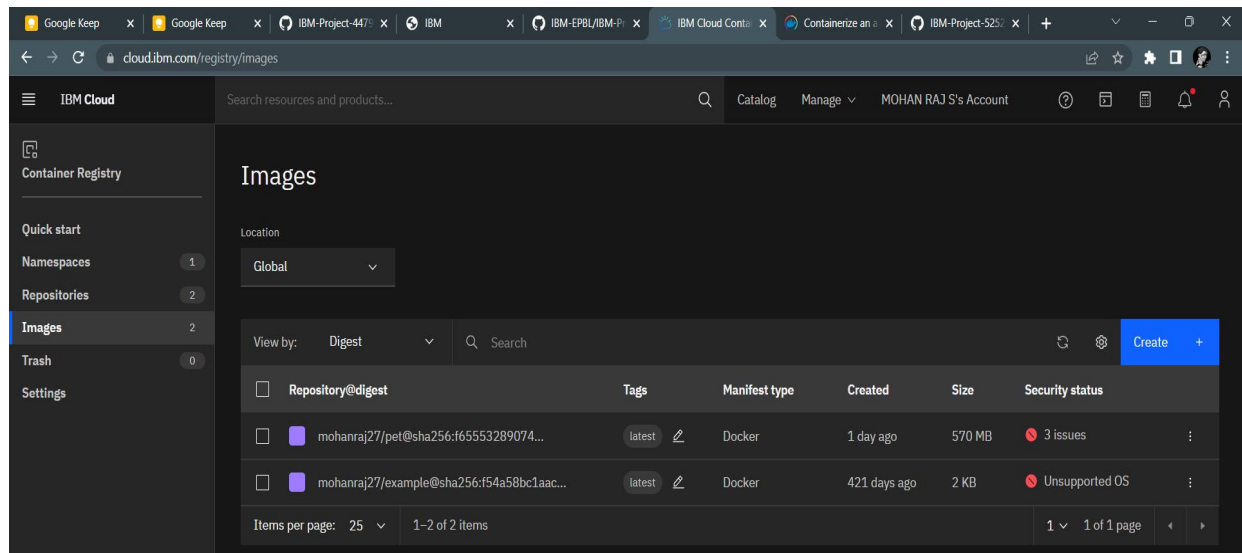 Google Keep
Google Keep
IBM-Project-4479
IBM
IBM-EPBL/IBM-Pr
IBM Cloud Contai
Containerize an a
IBM-Project-5252
cloud.ibm.com/registry/images
IBM Cloud
Search resources and products...
Catalog
Manage
MOHAN RAJ S's Account
Container Registry
Quick start
Namespaces 1
Repositories 2
Images 2
Trash 0
Settings
Images
Location
Global
View by: Digest
Search
Create +
Repository@digest Tags Manifest type Created Size Security status
mohanraj27/pet@sha256:f65553289074... latest Docker 1 day ago 570 MB 3 issues
mohanraj27/example@sha256:f54a58bc1aac... latest Docker 421 days ago 2 KB Unsupported OS
Items per page: 25 1–2 of 2 items 1 1 of 1 page